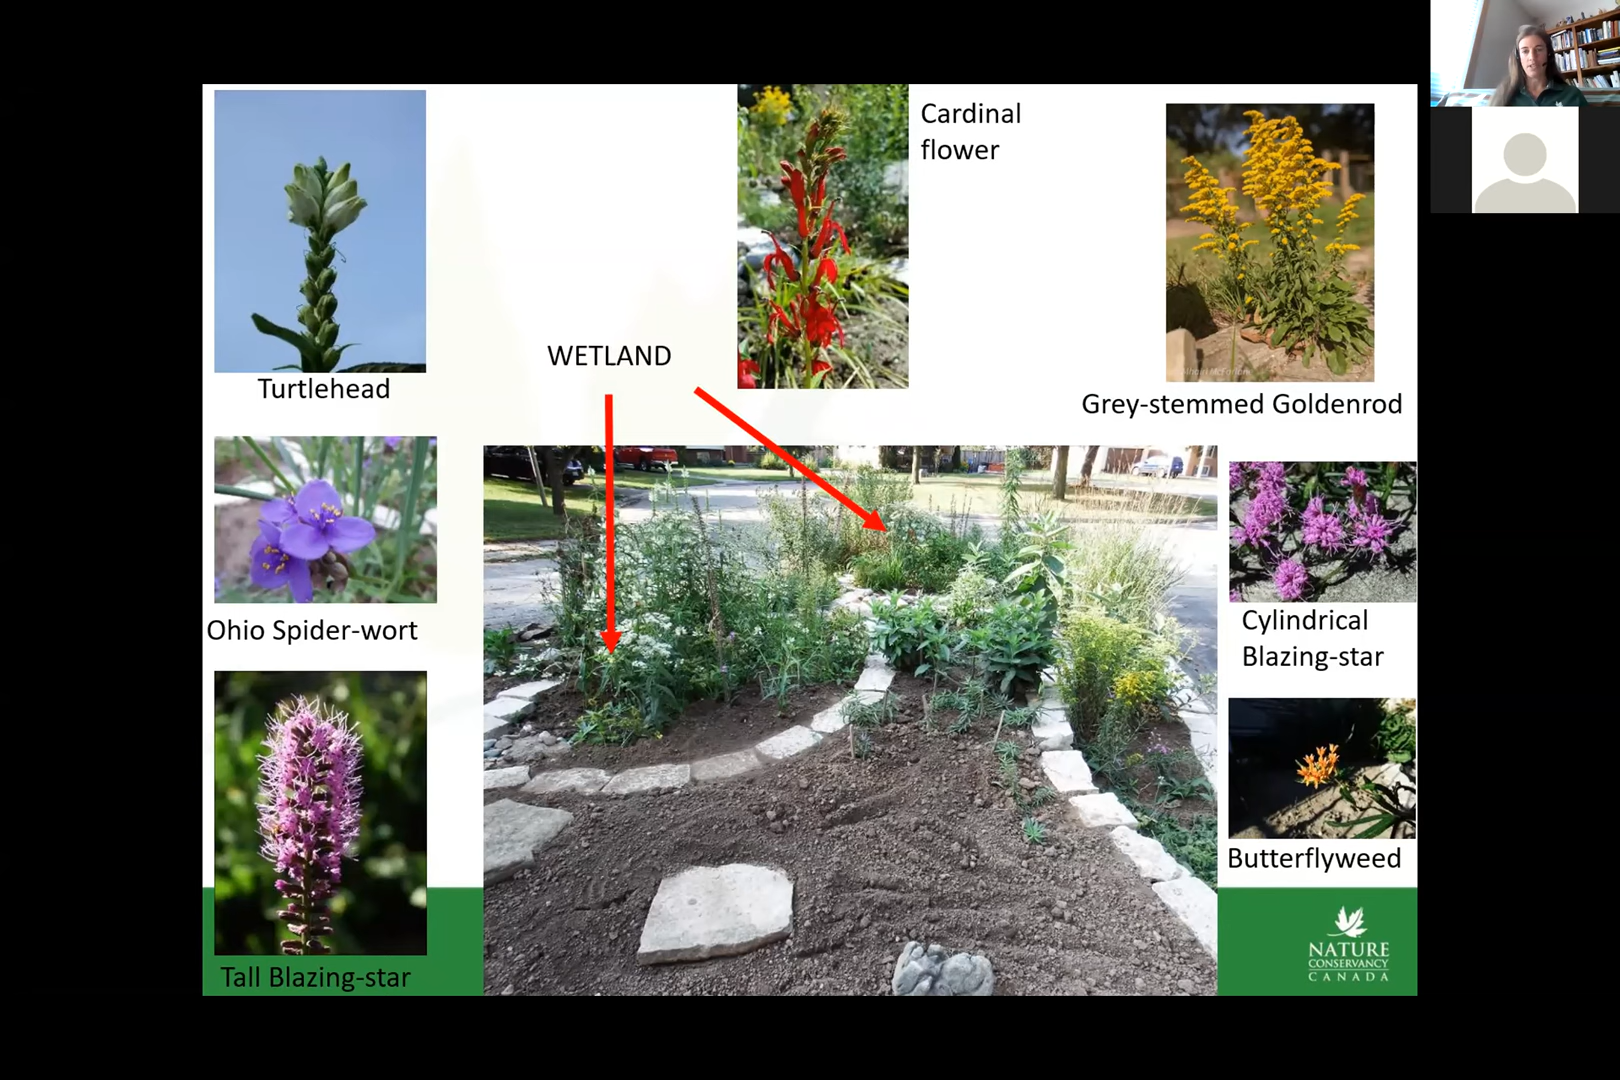 Cardinal
flower
WETLAND
Turtlehead
Grey-stemmed Goldenrod
Ohio Spider-wort
Cylindrical
Blazing-star
Butterflyweed
Tall Blazing-star
NATURE
CONSERVANCY
CANADA